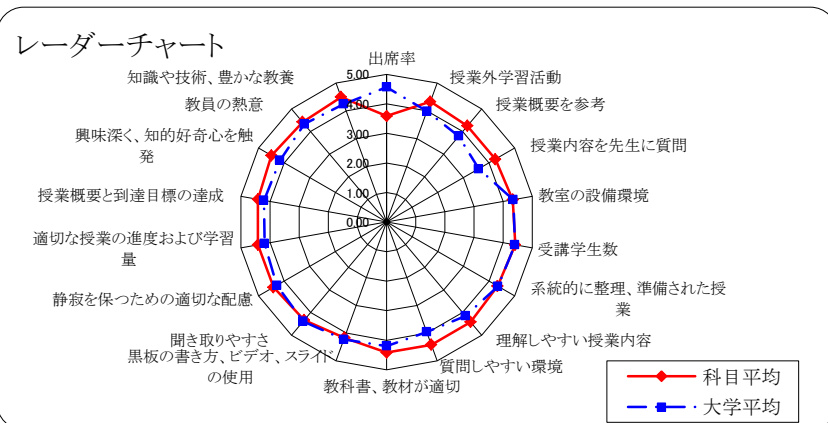 レーダーチャート
出席率
授業外学習活動
授業概要を参考
授業内容を先生に質問
教室の設備環境
受講学生数
系統的に整理、準備された授
業
理解しやすい授業内容
質問しやすい環境
教科書、教材が適切
黒板の書き方、ビデオ、スライド
の使用
聞き取りやすさ
静寂を保つための適切な配慮
適切な授業の進度および学習
量
授業概要と到達目標の達成
興味深く、知的好奇心を触
発
教員の熱意
知識や技術、豊かな教養
5.00
4.00
3.00
2.00
1.00
0.00
科目平均
大学平均